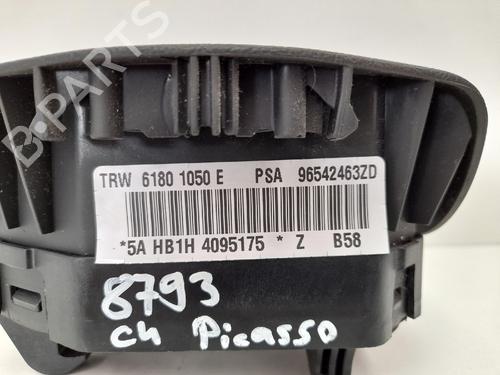 B-PARTS
TRW 6180 1050 E PSA 96542463ZD
*5A HB1H 4095175 * Z B58
8793
C4 Picasso